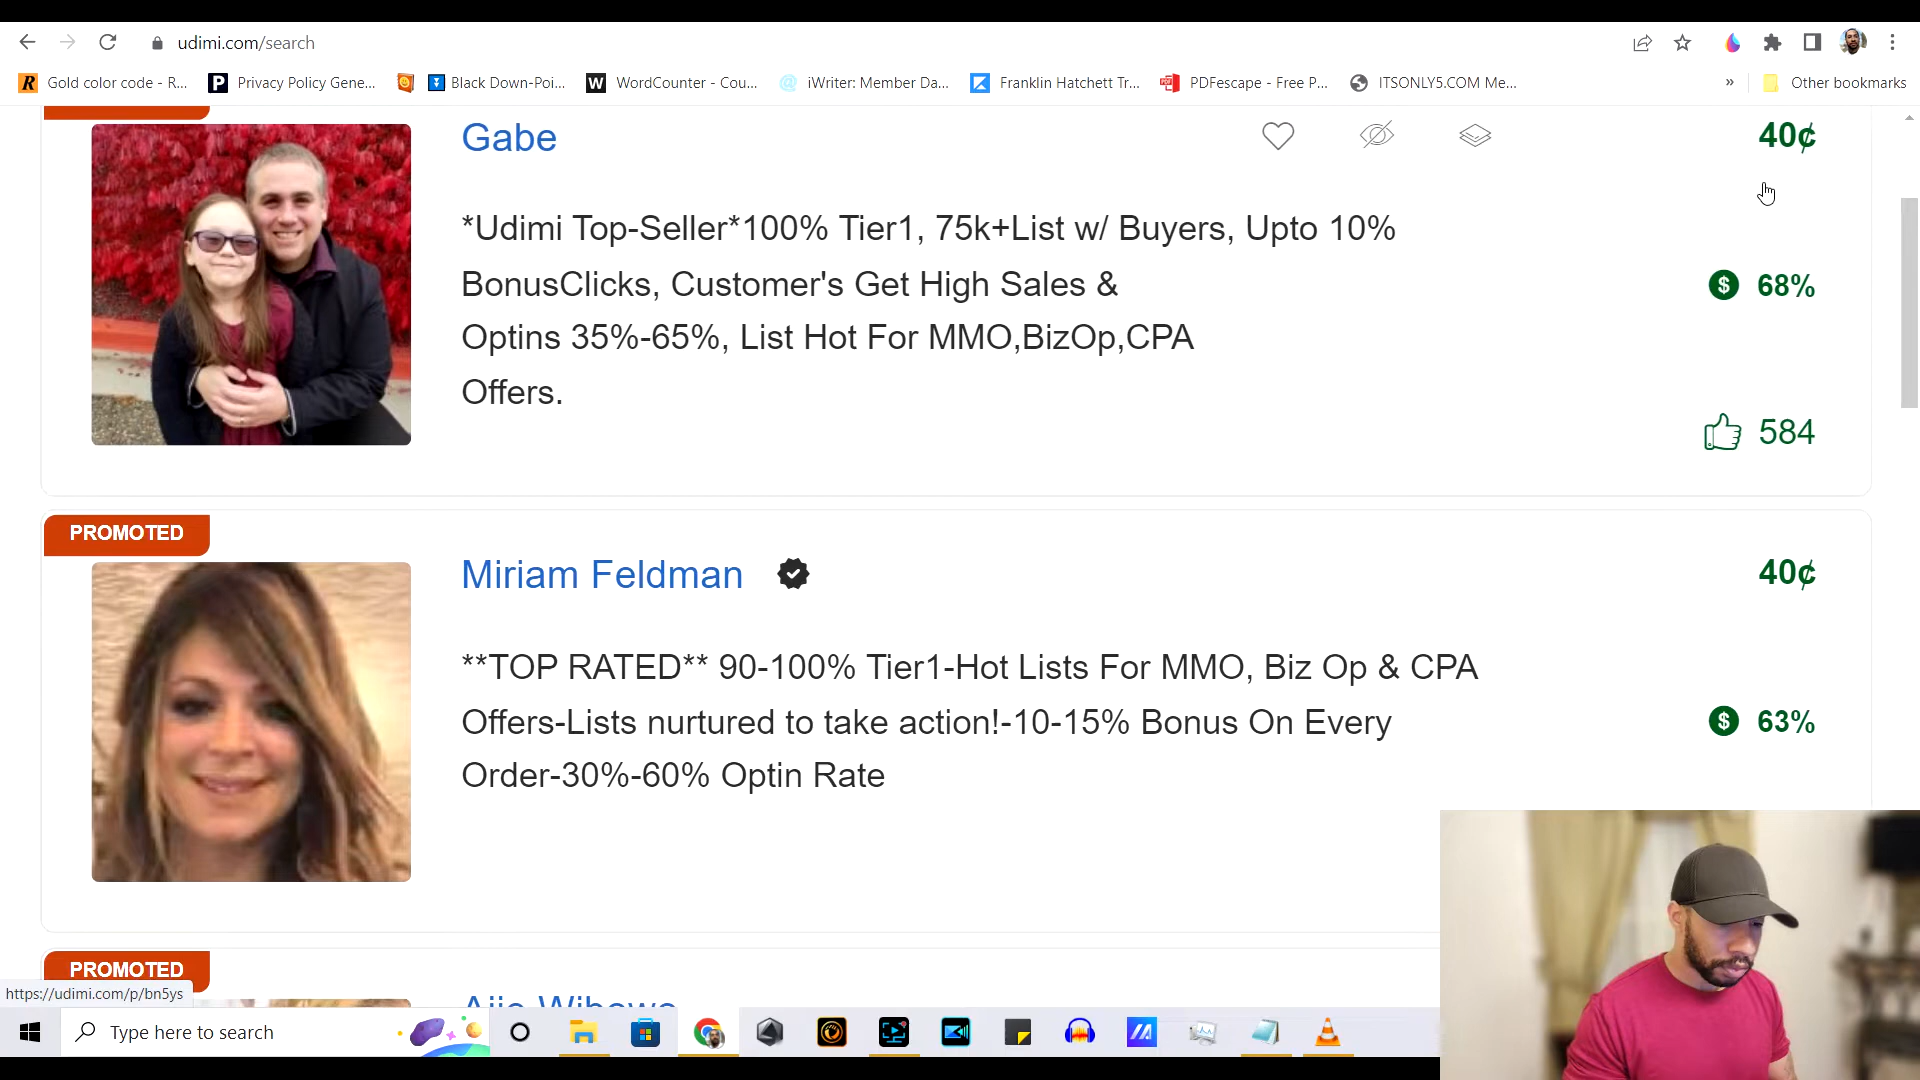 udimi.com/search
Gold color code - R...
Privacy Policy Gene...
Black Down-Poi...
WordCounter - Cou...
iWriter: Member Da...
Franklin Hatchett Tr...
PDFescape - Free P...
ITSONLY5.COM Me...
»
Other bookmarks
Gabe
40¢
*Udimi Top-Seller*100% Tier1, 75k+List w/ Buyers, Upto 10%
BonusClicks, Customer's Get High Sales &
Optins 35%-65%, List Hot For MMO,BizOp,CPA
Offers.
$ 68%
584
PROMOTED
Miriam Feldman
40¢
**TOP RATED** 90-100% Tier1-Hot Lists For MMO, Biz Op & CPA
Offers-Lists nurtured to take action!-10-15% Bonus On Every
Order-30%-60% Optin Rate
$ 63%
PROMOTED
https://udimi.com/p/bn5ys
Type here to search